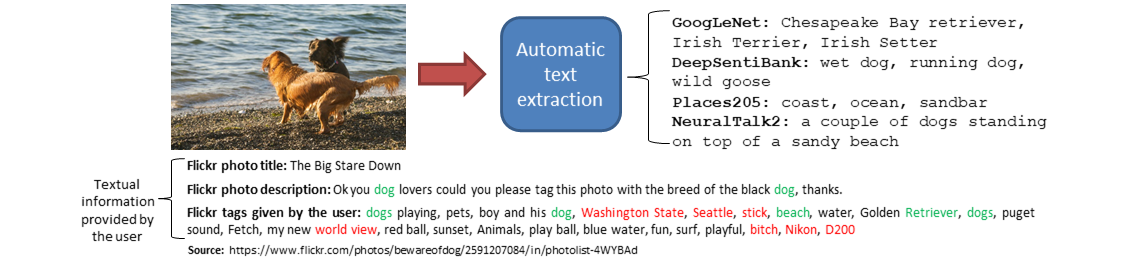 Automatic
text
extraction
GoogLeNet: Chesapeake Bay retriever,
Irish Terrier, Irish Setter
DeepSentiBank: wet dog, running dog,
wild goose
Places205: coast, ocean, sandbar
NeuralTalk2: a couple of dogs standing
on top of a sandy beach
Textual
information
provided by
the user
Flickr photo title: The Big Stare Down
Flickr photo description: Ok you dog lovers could you please tag this photo with the breed of the black dog, thanks.
Flickr tags given by the user: dogs playing, pets, boy and his dog, Washington State, Seattle, stick, beach, water, Golden Retriever, dogs, puget
sound, Fetch, my new world view, red ball, sunset, Animals, play ball, blue water, fun, surf, playful, bitch, Nikon, D200
Source: https://www.flickr.com/photos/bewareofdog/2591207084/in/photolist-4WYBAd